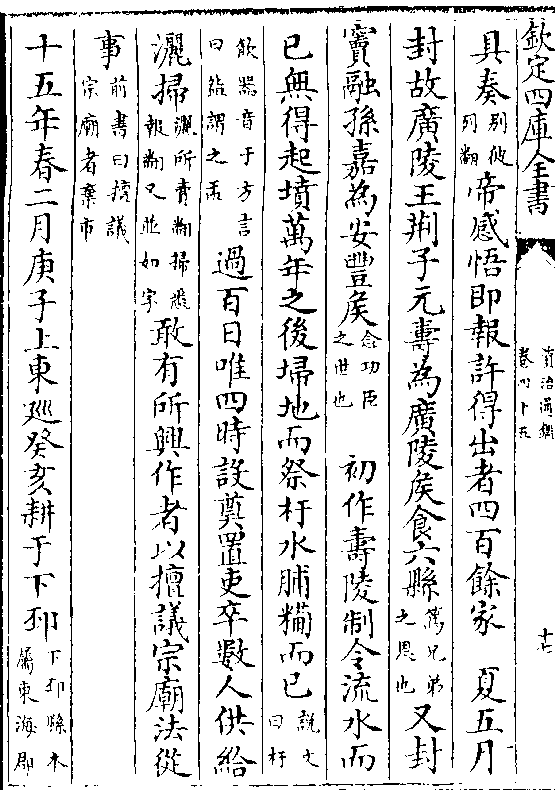 欽定四庫全書
資治通鑑
卷四十五
十七
具奏別彼列翻帝感悟即報許得出者四百餘家　夏五月
封故廣陵王荆子元壽為廣陵侯食六縣篤兄弟之恩也又封
竇融孫嘉為安豐侯念功臣之世也　初作壽陵制令流水而
已無得起墳萬年之後埽地而祭杅水脯糒而已說文曰杅
飲器音于方言曰盌謂之盂過百日唯四時設奠置吏卒數人供給
灑掃灑所賣翻掃悉報翻又並如字敢有所興作者以擅議宗廟法從
事前書曰擅議宗廟者棄市
十五年春二月庚子上東廵癸亥耕于下邳下邳縣本屬東海郡